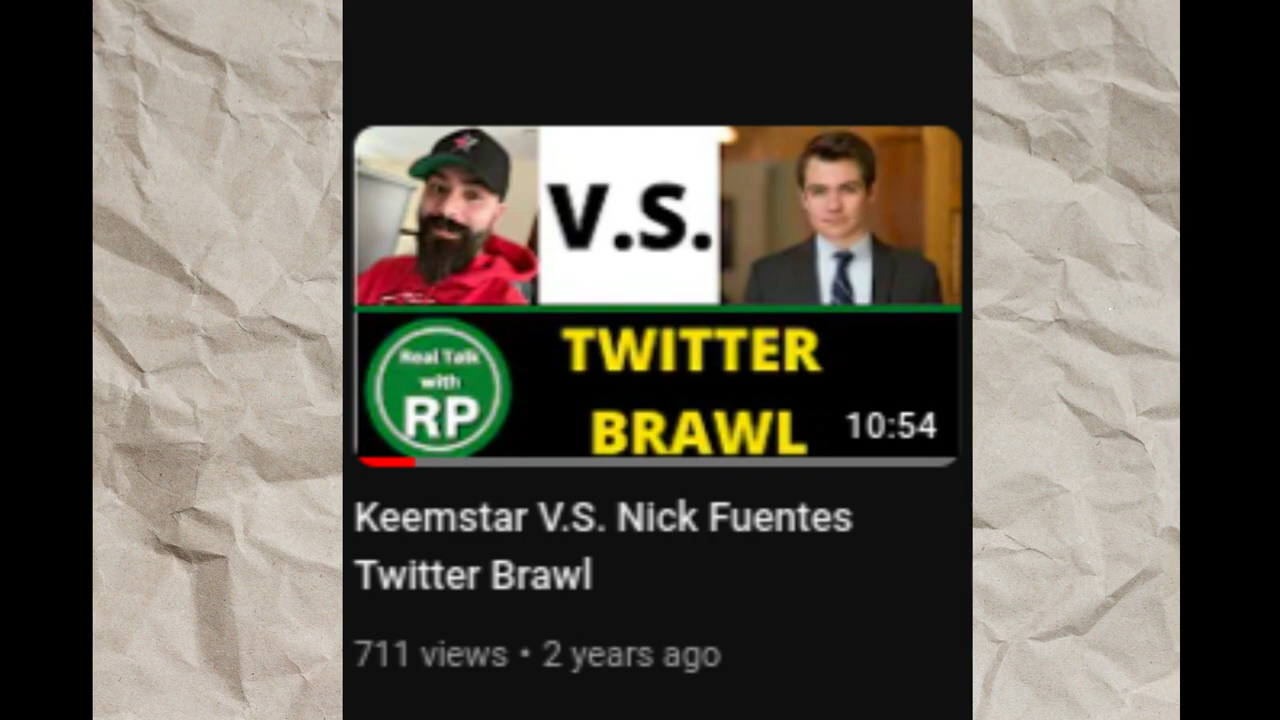 V.S.
Real Talk
with
RP
TWITTER
BRAWL
10:54
Keemstar V.S. Nick Fuentes
Twitter Brawl
711 views • 2 years ago